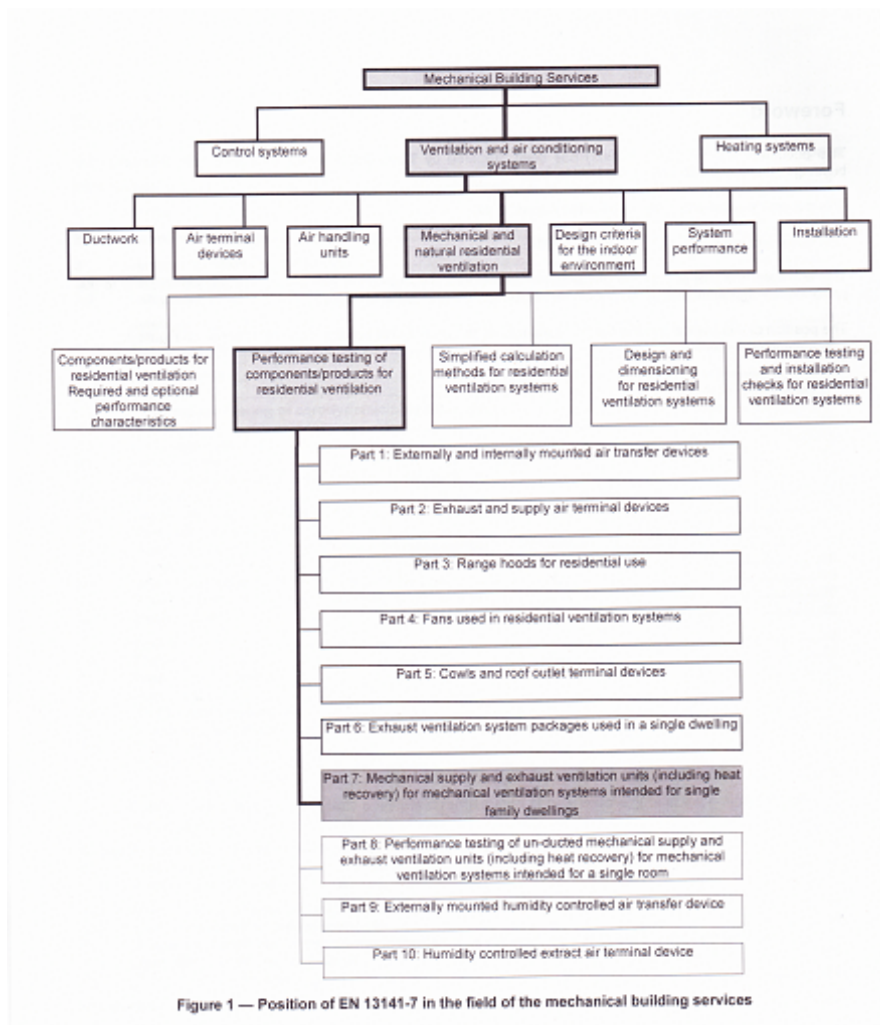 Mechanical Building Services
Control systems
Ventilation and air conditioning
systems
Heating systems
Ductwork
Air terminal
devices
Air handling
units
Mechanical and
natural residential
ventilation
Design criteria
for the indoor
environment
System
performance
Installation
Components/products for
residential ventilation
Required and optional
performance
characteristics
Performance testing of
components/products for
residential ventilation
Simplified calculation
methods for residential
ventilation systems
Design and
dimensioning
for residential
ventilation systems
Performance testing
and installation
checks for residential
ventilation systems
Part 1: Externally and internally mounted air transfer devices
Part 2: Exhaust and supply air terminal devices
Part 3: Range hoods for residential use
Part 4: Fans used in residential ventilation systems
Part 5: Cowls and roof outlet terminal devices
Part 6: Exhaust ventilation system packages used in a single dwelling
Part 7: Mechanical supply and exhaust ventilation units (including heat
recovery) for mechanical ventilation systems intended for single
family dwellings
Part 8: Performance testing of un-ducted mechanical supply and
exhaust ventilation units (including heat recovery) for mechanical
ventilation systems intended for a single room
Part 9: Externally mounted humidity controlled air transfer device
Part 10: Humidity controlled extract air terminal device
Figure 1 — Position of EN 13141-7 in the field of the mechanical building services